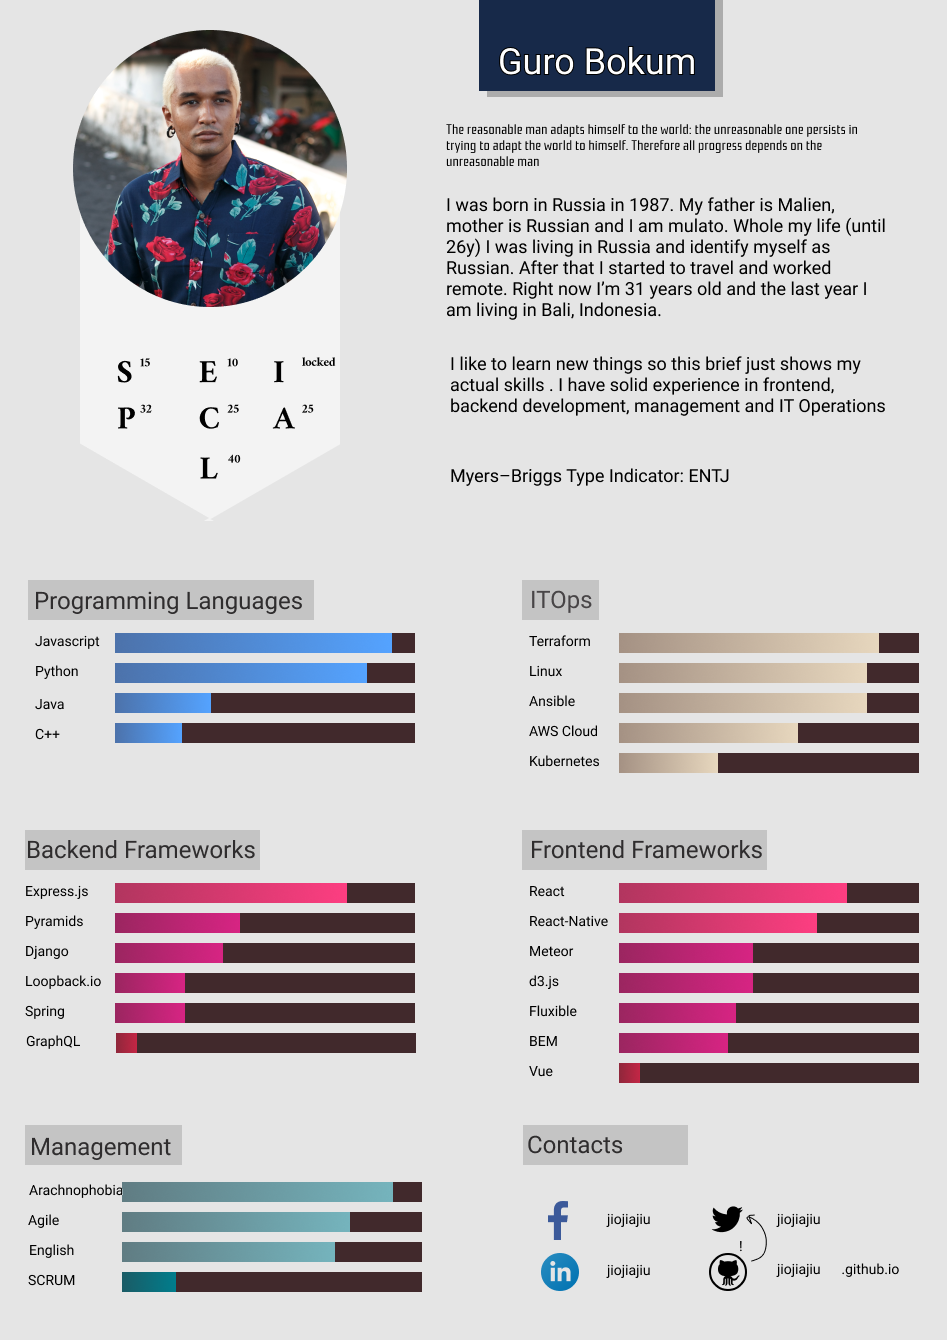 Guro Bokum
The reasonable man adapts himself to the world: the unreasonable one persists in
trying to adapt the world to himself. Therefore all progress depends on the
unreasonable man
I was born in Russia in 1987. My father is Malien,
mother is Russian and I am mulato. Whole my life (until
26y) I was living in Russia and identify myself as
Russian. After that I started to travel and worked
remote. Right now I’m 31 years old and the last year I
am living in Bali, Indonesia.
I like to learn new things so this brief just shows my
actual skills . I have solid experience in frontend,
backend development, management and IT Operations
Myers–Briggs Type Indicator: ENTJ
S 15 E 10 I locked
P 32 C 25 A 25
L 40
Programming Languages
Javascript
Python
Java
C++
ITOps
Terraform
Linux
Ansible
AWS Cloud
Kubernetes
Backend Frameworks
Express.js
Pyramids
Django
Loopback.io
Spring
GraphQL
Frontend Frameworks
React
React-Native
Meteor
d3.js
Fluxible
BEM
Vue
Management
Arachnophobia
Agile
English
SCRUM
Contacts
jiojiajiu jiojiajiu
!
in jiojiajiu jiojiajiu .github.io